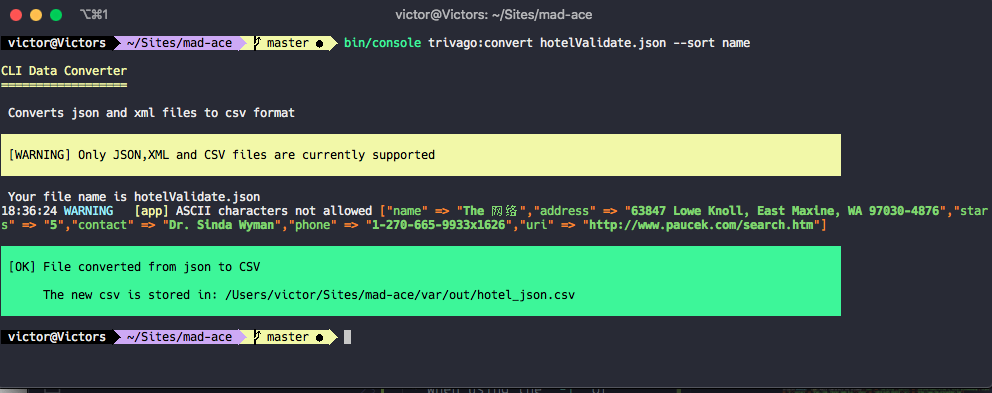 ⌥⌘1
victor@Victors: ~/Sites/mad-ace
victor@Victors ~/Sites/mad-ace master ● bin/console trivago:convert hotelValidate.json --sort name
CLI Data Converter
==================
Converts json and xml files to csv format
[WARNING] Only JSON,XML and CSV files are currently supported
Your file name is hotelValidate.json
18:36:24 WARNING [app] ASCII characters not allowed ["name" => "The 网络","address" => "63847 Lowe Knoll, East Maxine, WA 97030-4876","star
s" => "5","contact" => "Dr. Sinda Wyman","phone" => "1-270-665-9933x1626","uri" => "http://www.paucek.com/search.htm"]
[OK] File converted from json to CSV
The new csv is stored in: /Users/victor/Sites/mad-ace/var/out/hotel_json.csv
victor@Victors ~/Sites/mad-ace master ●